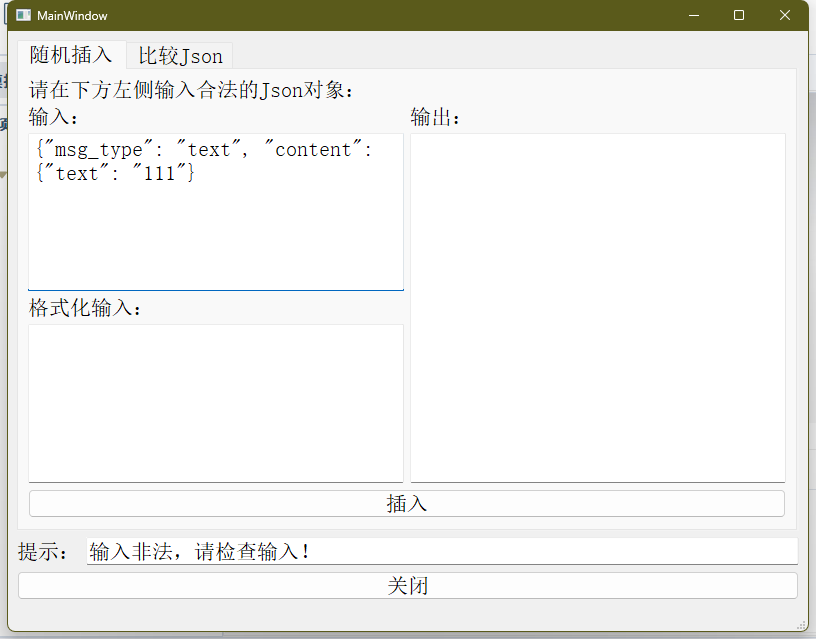 MainWindow
随机插入 比较Json
请在下方左侧输入合法的Json对象:
输入: 输出:
{"msg_type": "text", "content":
{"text": "111"}
格式化输入:
插入
提示: 输入非法，请检查输入！
关闭